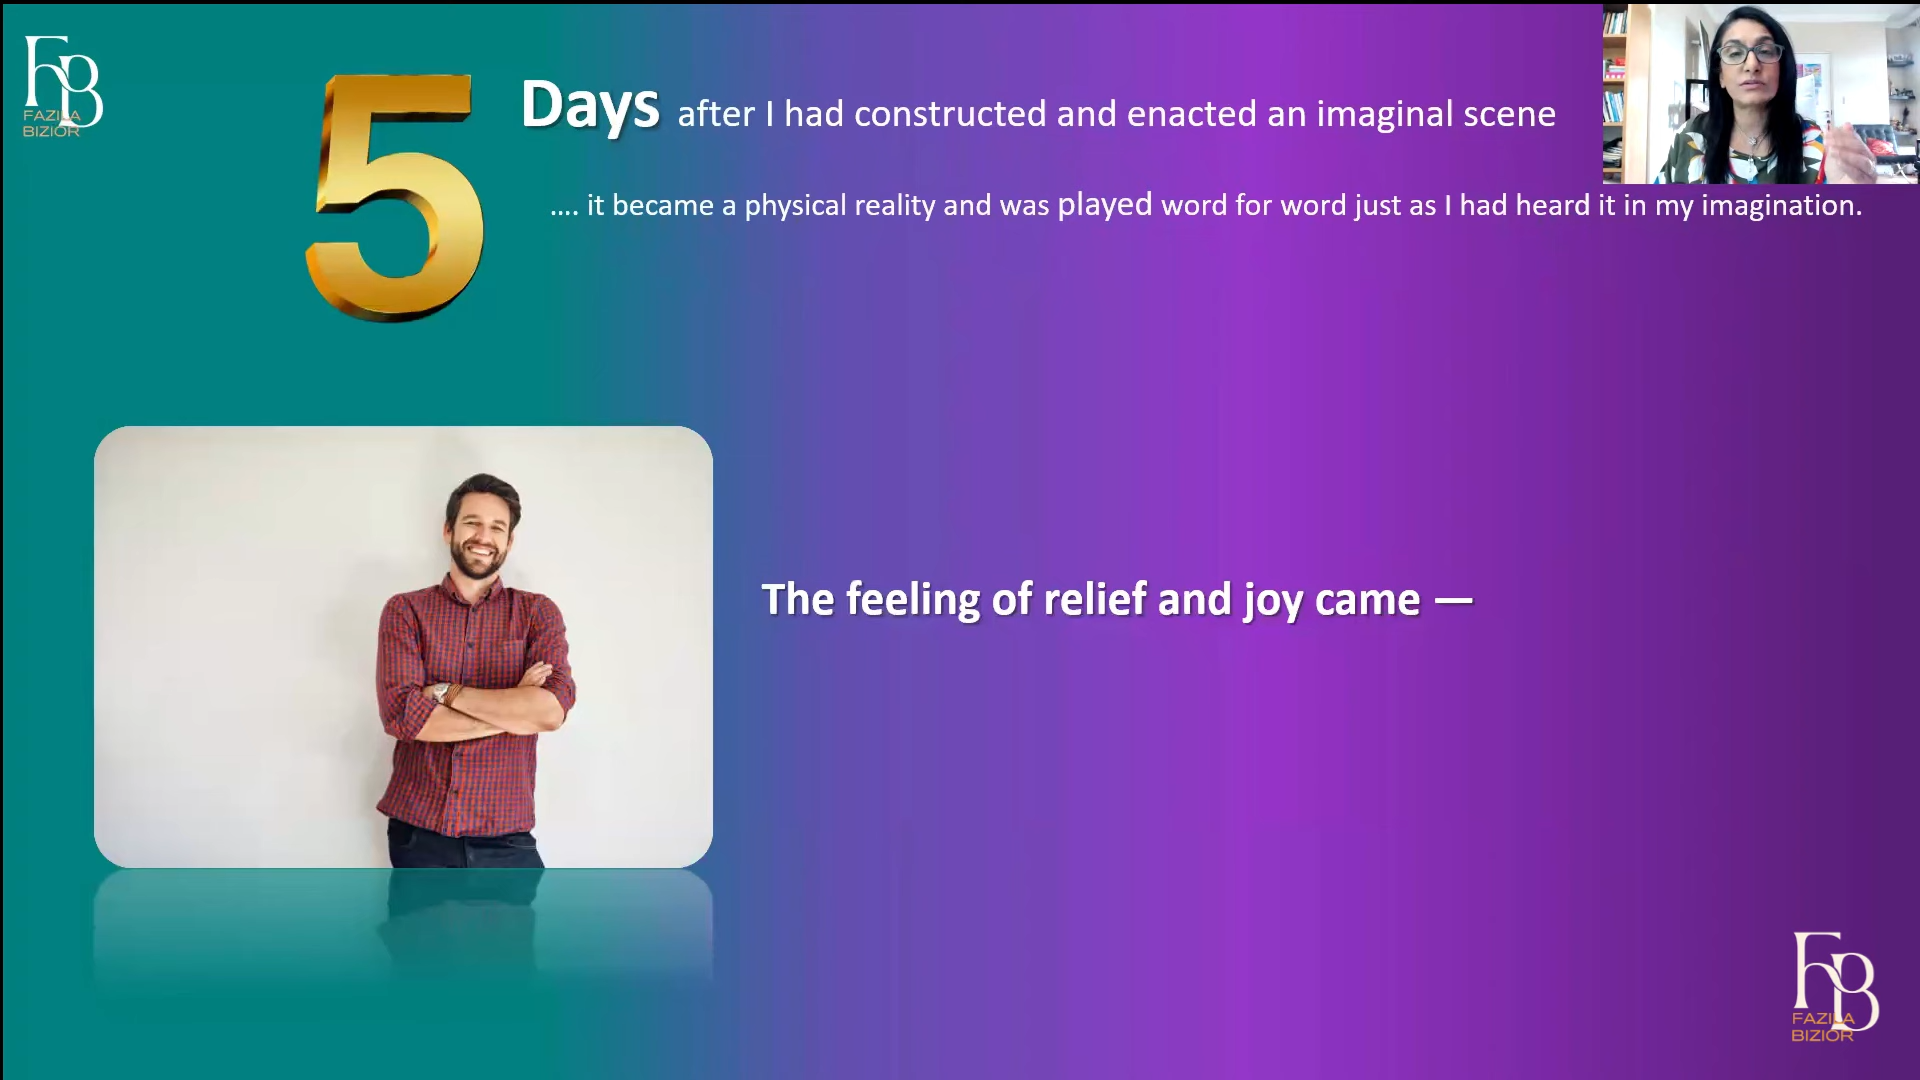 FB
FAZILA
BIZIOR
5 Days after I had constructed and enacted an imaginal scene
.... it became a physical reality and was played word for word just as I had heard it in my imagination.
The feeling of relief and joy came —
FB
FAZILA
BIZIOR